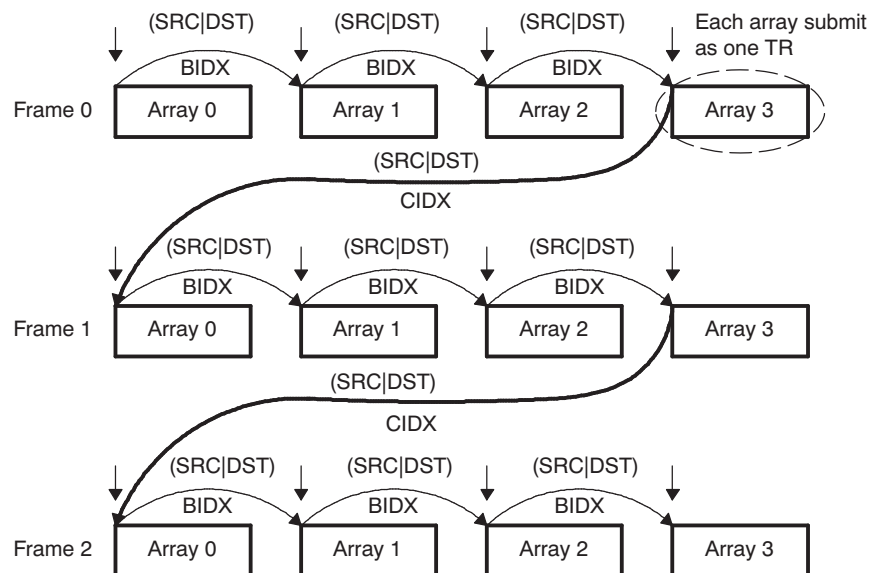 (SRC|DST) (SRC|DST) (SRC|DST) Each array submit
as one TR
BIDX BIDX BIDX
Frame 0 Array 0 Array 1 Array 2 Array 3
(SRC|DST)
CIDX
(SRC|DST) (SRC|DST) (SRC|DST)
BIDX BIDX BIDX
Frame 1 Array 0 Array 1 Array 2 Array 3
(SRC|DST)
CIDX
(SRC|DST) (SRC|DST) (SRC|DST)
BIDX BIDX BIDX
Frame 2 Array 0 Array 1 Array 2 Array 3